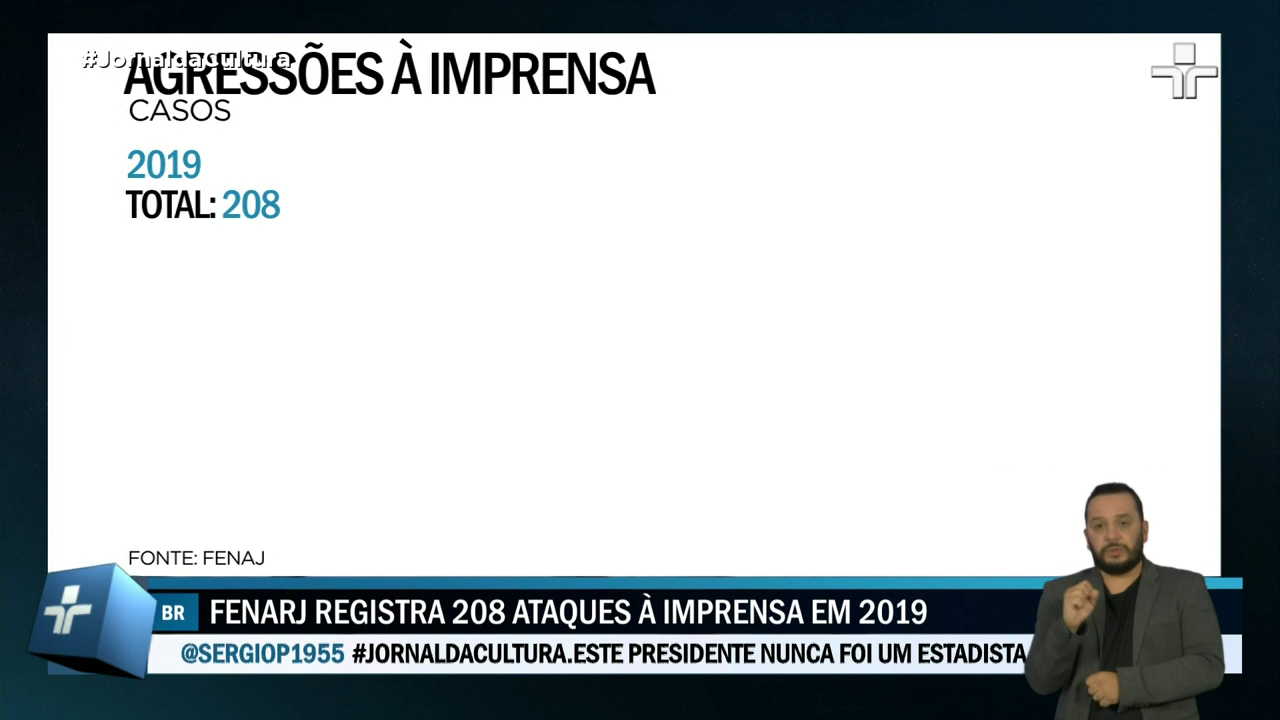 #JornaldaCultura
AGRESSÕES À IMPRENSA
CASOS
2019
TOTAL: 208
FONTE: FENAJ
BR FENARJ REGISTRA 208 ATAQUES À IMPRENSA EM 2019
@SERGIOP1955 #JORNALDACULTURA.ESTE PRESIDENTE NUNCA FOI UM ESTADISTA